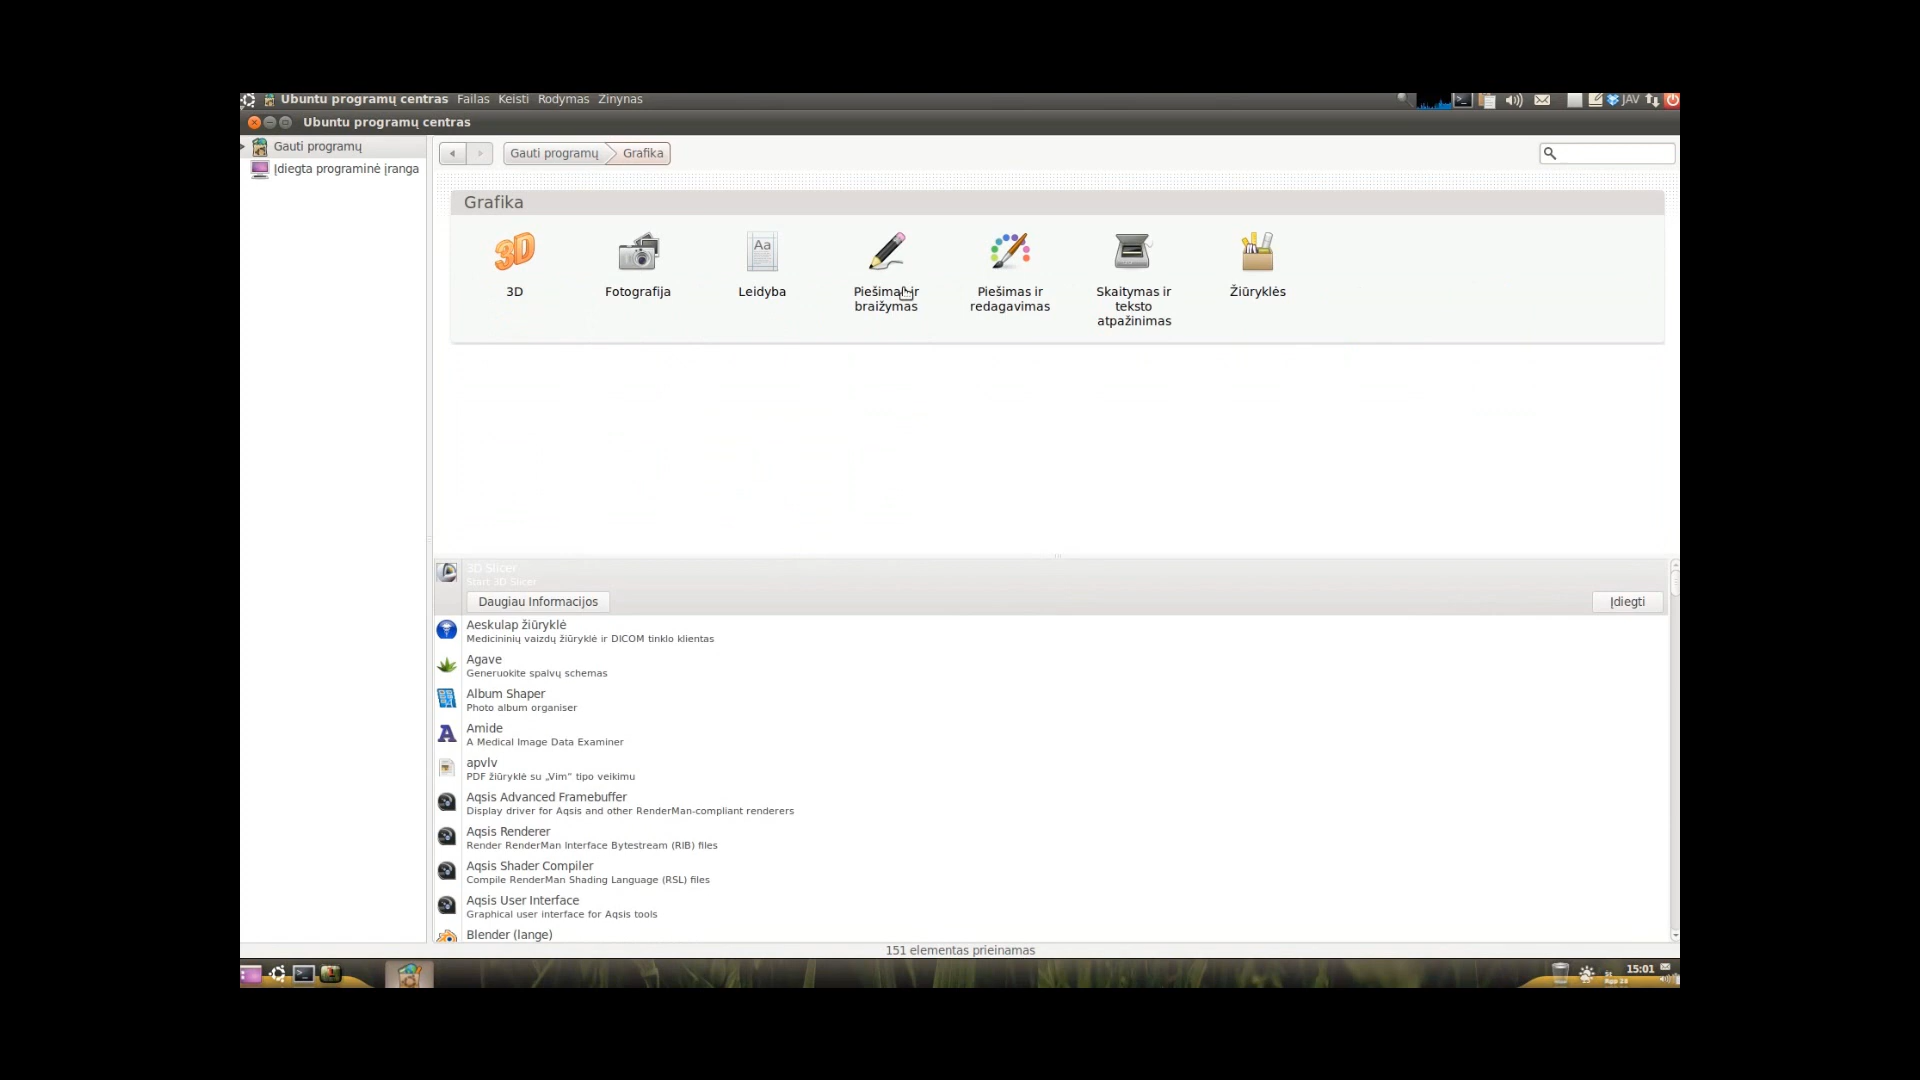 Ubuntu programų centras Failas Keisti Rodymas Žinynas
JAV
Ubuntu programų centras
Gauti programų
Įdiegta programinė įranga
Gauti programų Grafika
Grafika
3D
Fotografija
Aa
Leidyba
Piešimas ir
braižymas
Piešimas ir
redagavimas
Skaitymas ir
teksto
atpažinimas
Žiūryklės
3D Slicer
Start 3D Slicer
Daugiau Informacijos
Įdiegti
Aeskulap žiūryklė
Medicininių vaizdų žiūryklė ir DICOM tinklo klientas
Agave
Generuokite spalvų schemas
Album Shaper
Photo album organiser
Amide
A Medical Image Data Examiner
apvlv
PDF žiūryklė su „Vim“ tipo veikimu
Aqsis Advanced Framebuffer
Display driver for Aqsis and other RenderMan-compliant renderers
Aqsis Renderer
Render RenderMan Interface Bytestream (RIB) files
Aqsis Shader Compiler
Compile RenderMan Shading Language (RSL) files
Aqsis User Interface
Graphical user interface for Aqsis tools
Blender (lange)
151 elementas prieinamas
15:01